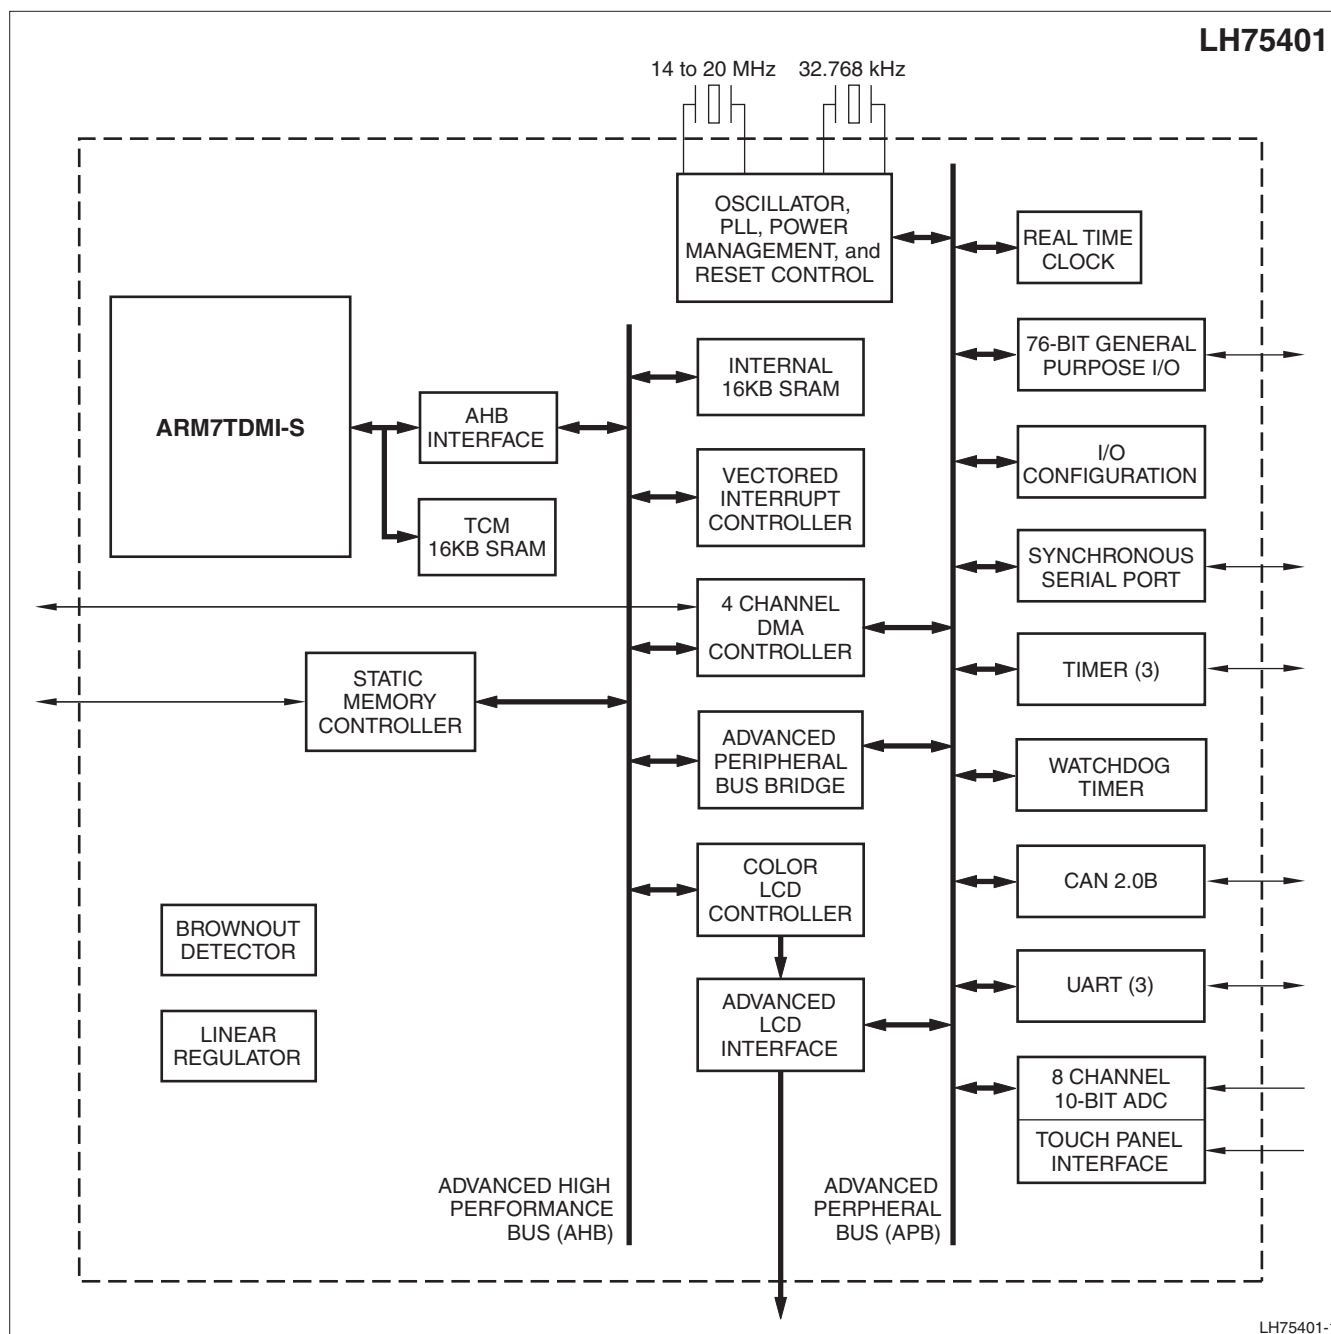 LH75401
14 to 20 MHz
32.768 kHz
OSCILLATOR,
PLL, POWER
MANAGEMENT, and
RESET CONTROL
REAL TIME
CLOCK
ARM7TDMI-S
AHB
INTERFACE
TCM
16KB SRAM
INTERNAL
16KB SRAM
76-BIT GENERAL
PURPOSE I/O
VECTORED
INTERRUPT
CONTROLLER
I/O
CONFIGURATION
4 CHANNEL
DMA
CONTROLLER
SYNCHRONOUS
SERIAL PORT
STATIC
MEMORY
CONTROLLER
TIMER (3)
ADVANCED
PERIPHERAL
BUS BRIDGE
WATCHDOG
TIMER
COLOR
LCD
CONTROLLER
CAN 2.0B
BROWNOUT
DETECTOR
ADVANCED
LCD
INTERFACE
UART (3)
LINEAR
REGULATOR
8 CHANNEL
10-BIT ADC
TOUCH PANEL
INTERFACE
ADVANCED HIGH
PERFORMANCE
BUS (AHB)
ADVANCED
PERPHERAL
BUS (APB)